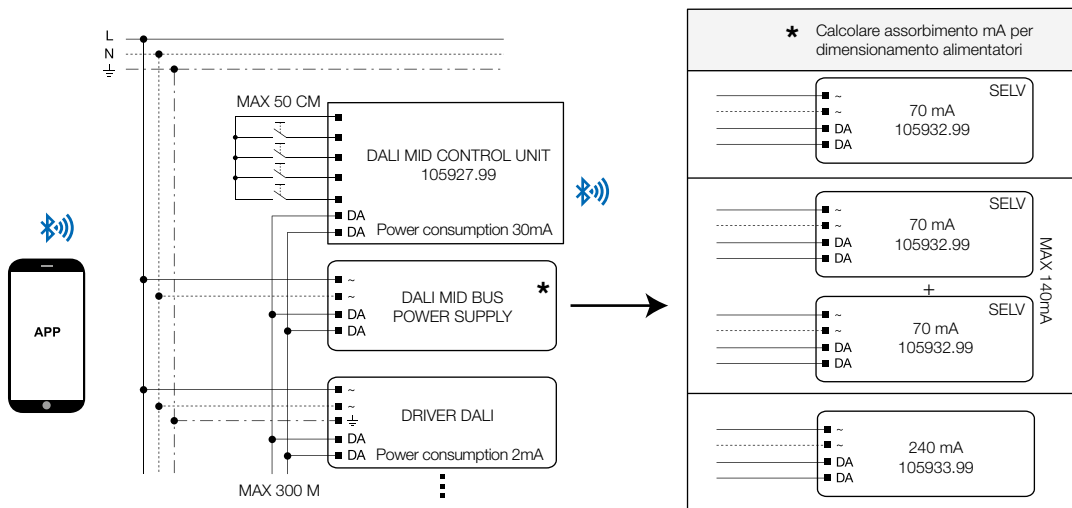 L
N
MAX 50 CM
DALI MID CONTROL UNIT
105927.99
DA
DA
Power consumption 30mA
APP
~
~
DA
DA
DALI MID BUS
POWER SUPPLY
*
~
~
DRIVER DALI
DA
DA
Power consumption 2mA
MAX 300 M
* Calcolare assorbimento mA per
dimensionamento alimentatori
SELV
~
~
DA
DA
70 mA
105932.99
SELV
~
~
DA
DA
70 mA
105932.99
+
MAX 140mA
SELV
~
~
DA
DA
70 mA
105932.99
~
~
DA
DA
240 mA
105933.99